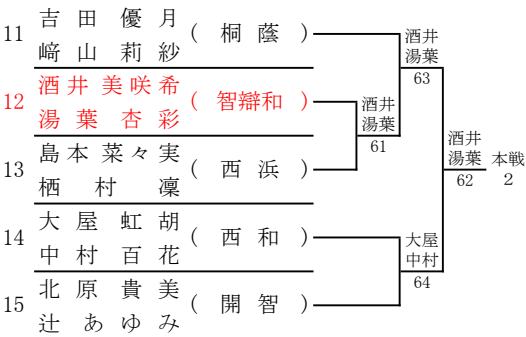 11 吉田 優月 ( 桐蔭 )
﨑山 莉紗
12 酒井 美咲希 ( 智辯和 )
湯葉 杏彩
13 島本 菜々実 ( 西浜 )
栖村 凜
14 大屋 虹胡 ( 西和 )
中村 百花
15 北原 貴美 ( 開智 )
辻 あゆみ
酒井
湯葉
61
酒井
湯葉
63
大屋
中村
64
酒井
湯葉
62
本戦
2